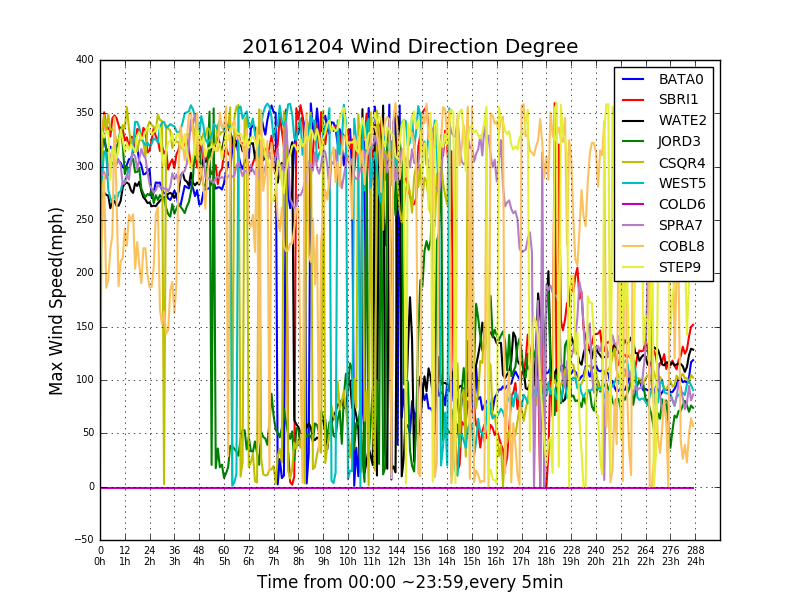 20161204 Wind Direction Degree
400
350
300
250
200
150
100
50
0
−50
Max Wind Speed(mph)
BATA0
SBRI1
WATE2
JORD3
CSQR4
WEST5
COLD6
SPRA7
COBL8
STEP9
0 12 24 36 48 60 72 84 96 108 120 132 144 156 168 180 192 204 216 228 240 252 264 276 288
0h 1h 2h 3h 4h 5h 6h 7h 8h 9h 10h 11h 12h 13h 14h 15h 16h 17h 18h 19h 20h 21h 22h 23h 24h
Time from 00:00 ~23:59,every 5min